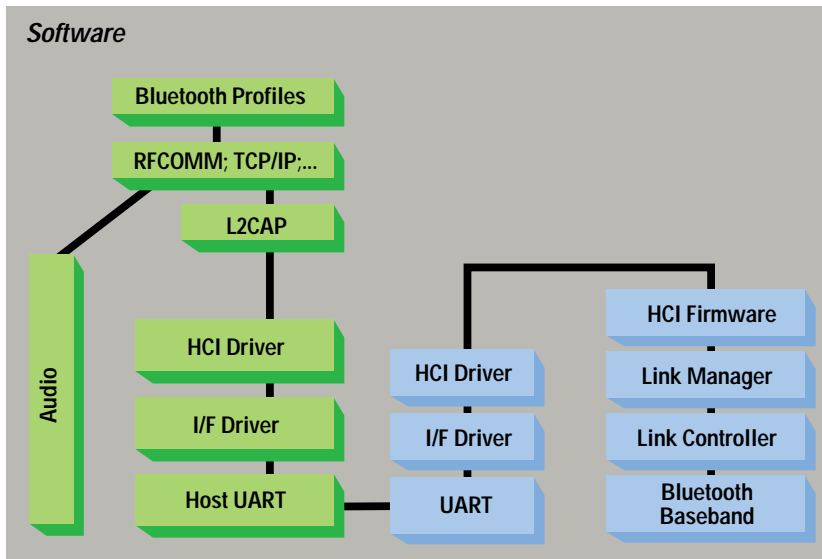 Software
Bluetooth Profiles
RFCOMM; TCP/IP;...
L2CAP
Audio
HCI Driver
I/F Driver
Host UART
HCI Driver
I/F Driver
UART
HCI Firmware
Link Manager
Link Controller
Bluetooth
Baseband